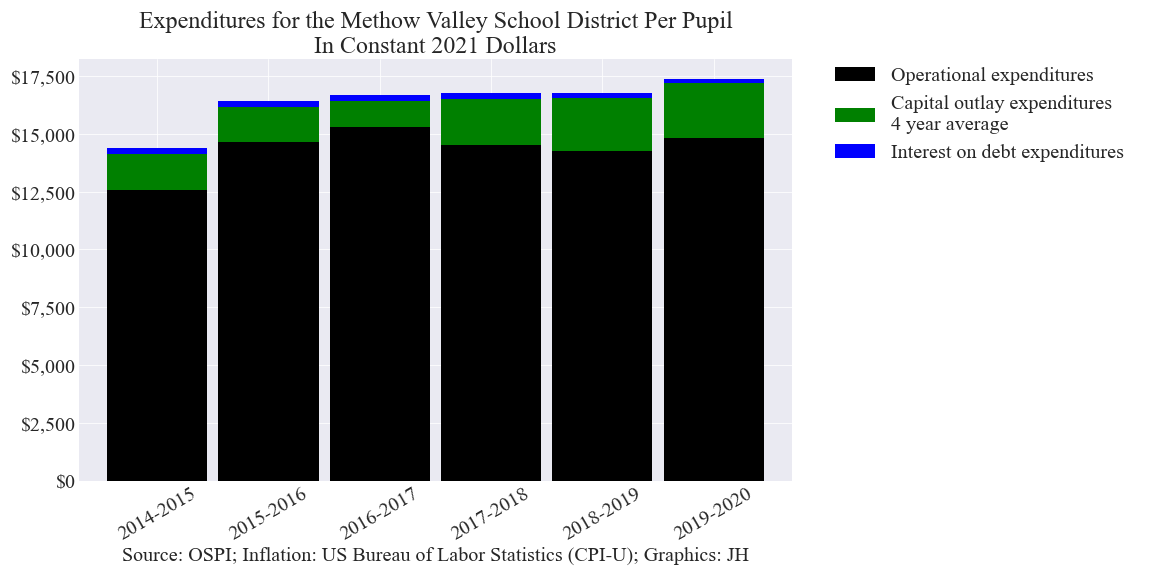 Expenditures for the Methow Valley School District Per Pupil
In Constant 2021 Dollars
$17,500
$15,000
$12,500
$10,000
$7,500
$5,000
$2,500
$0
2014-2015
2015-2016
2016-2017
2017-2018
2018-2019
2019-2020
Source: OSPI; Inflation: US Bureau of Labor Statistics (CPI-U); Graphics: JH
Operational expenditures
Capital outlay expenditures
4 year average
Interest on debt expenditures